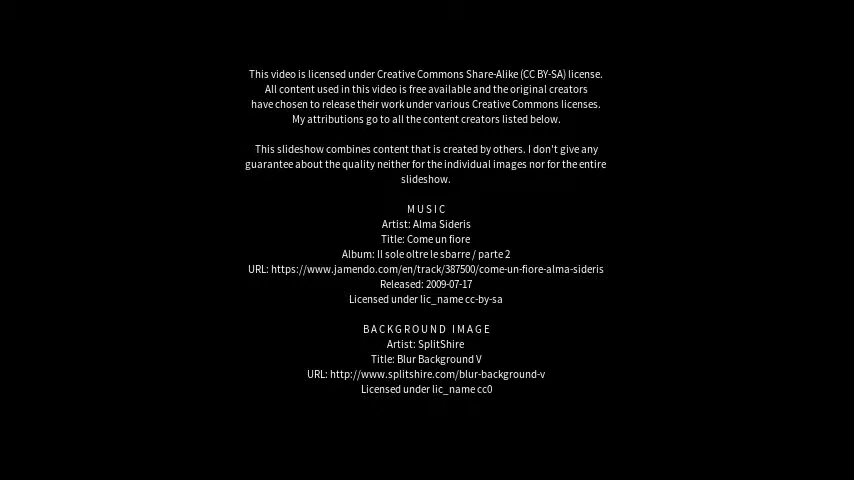 This video is licensed under Creative Commons Share-Alike (CC BY-SA) license.
All content used in this video is free available and the original creators
have chosen to release their work under various Creative Commons licenses.
My attributions go to all the content creators listed below.
This slideshow combines content that is created by others. I don't give any
guarantee about the quality neither for the individual images nor for the entire
slideshow.
MUSIC
Artist: Alma Sideris
Title: Come un fiore
Album: Il sole oltre le sbarre / parte 2
URL: https://www.jamendo.com/en/track/387500/come-un-fiore-alma-sideris
Released: 2009-07-17
Licensed under lic_name cc-by-sa
BACKGROUND IMAGE
Artist: SplitShire
Title: Blur Background V
URL: http://www.splitshire.com/blur-background-v
Licensed under lic_name cc0